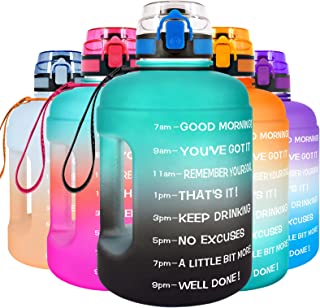 7am—GOOD MORNING!
9am—YOU'VE GOT IT
11am—REMEMBER YOUR GOAL
1pm—THAT'S IT!
3pm—KEEP DRINKING
5pm—NO EXCUSES
7pm—A LITTLE BIT MORE
9pm—WELL DONE!